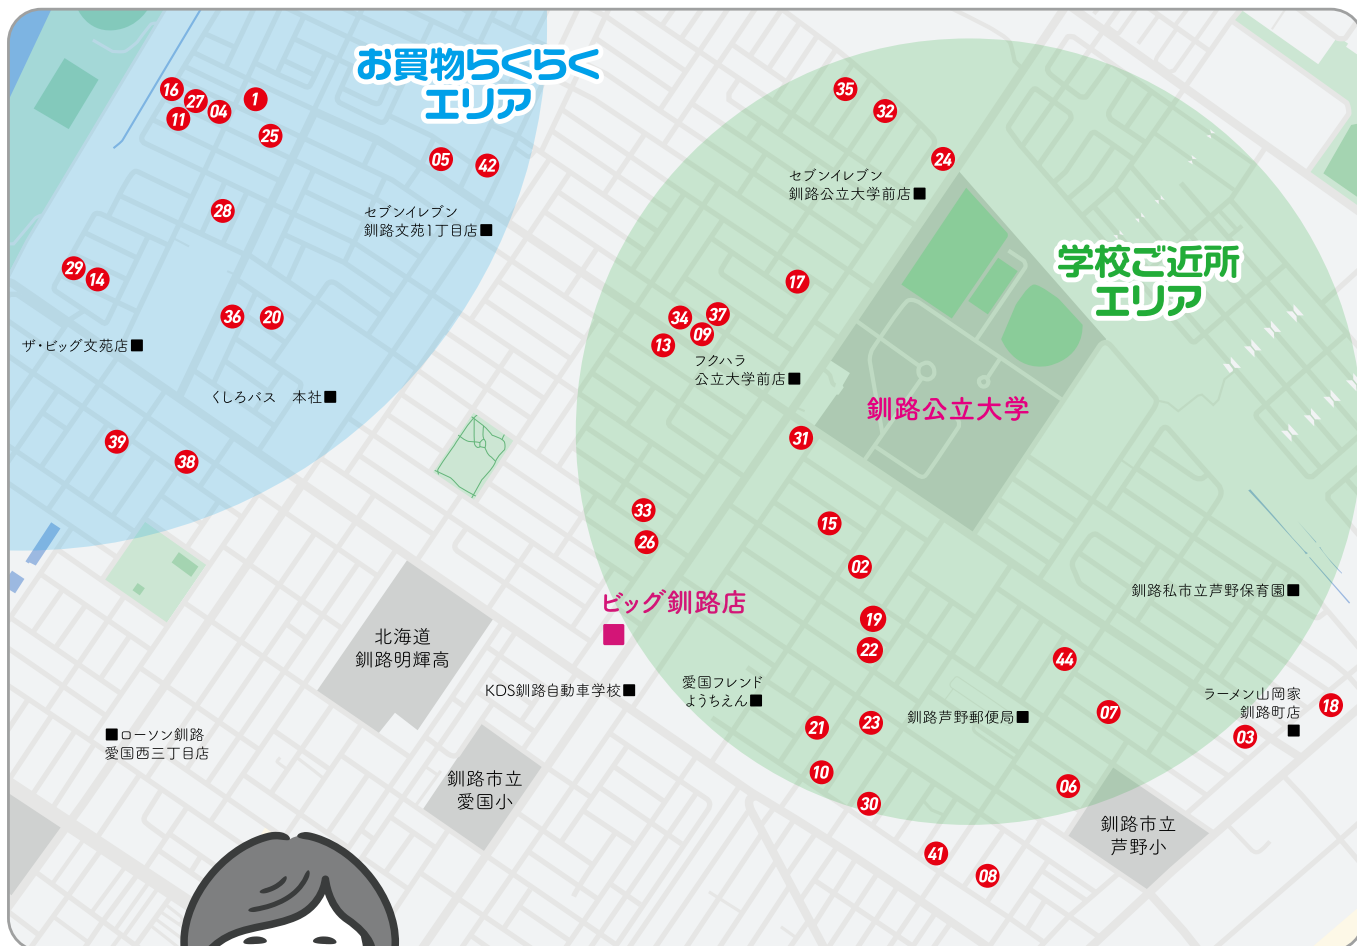 お買物らくらく
エリア
16
27
04
1
11
25
05
42
28
セブンイレブン
釧路文苑1丁目店■
29
14
36
20
ザ・ビッグ文苑店■
くしろバス　本社■
39
38
35
32
24
セブンイレブン
釧路公立大学前店■
学校ご近所
エリア
17
34
37
09
13
フクハラ
公立大学前店■
釧路公立大学
31
33
26
15
02
ビッグ釧路店
19
22
釧路私市立芦野保育園■
北海道
釧路明輝高
KDS釧路自動車学校■
愛国フレンド
ようちえん■
44
07
ラーメン山岡家
釧路町店
■
18
03
21
23
釧路芦野郵便局■
■ローソン釧路
愛国西三丁目店
釧路市立
愛国小
10
30
06
釧路市立
芦野小
41
08